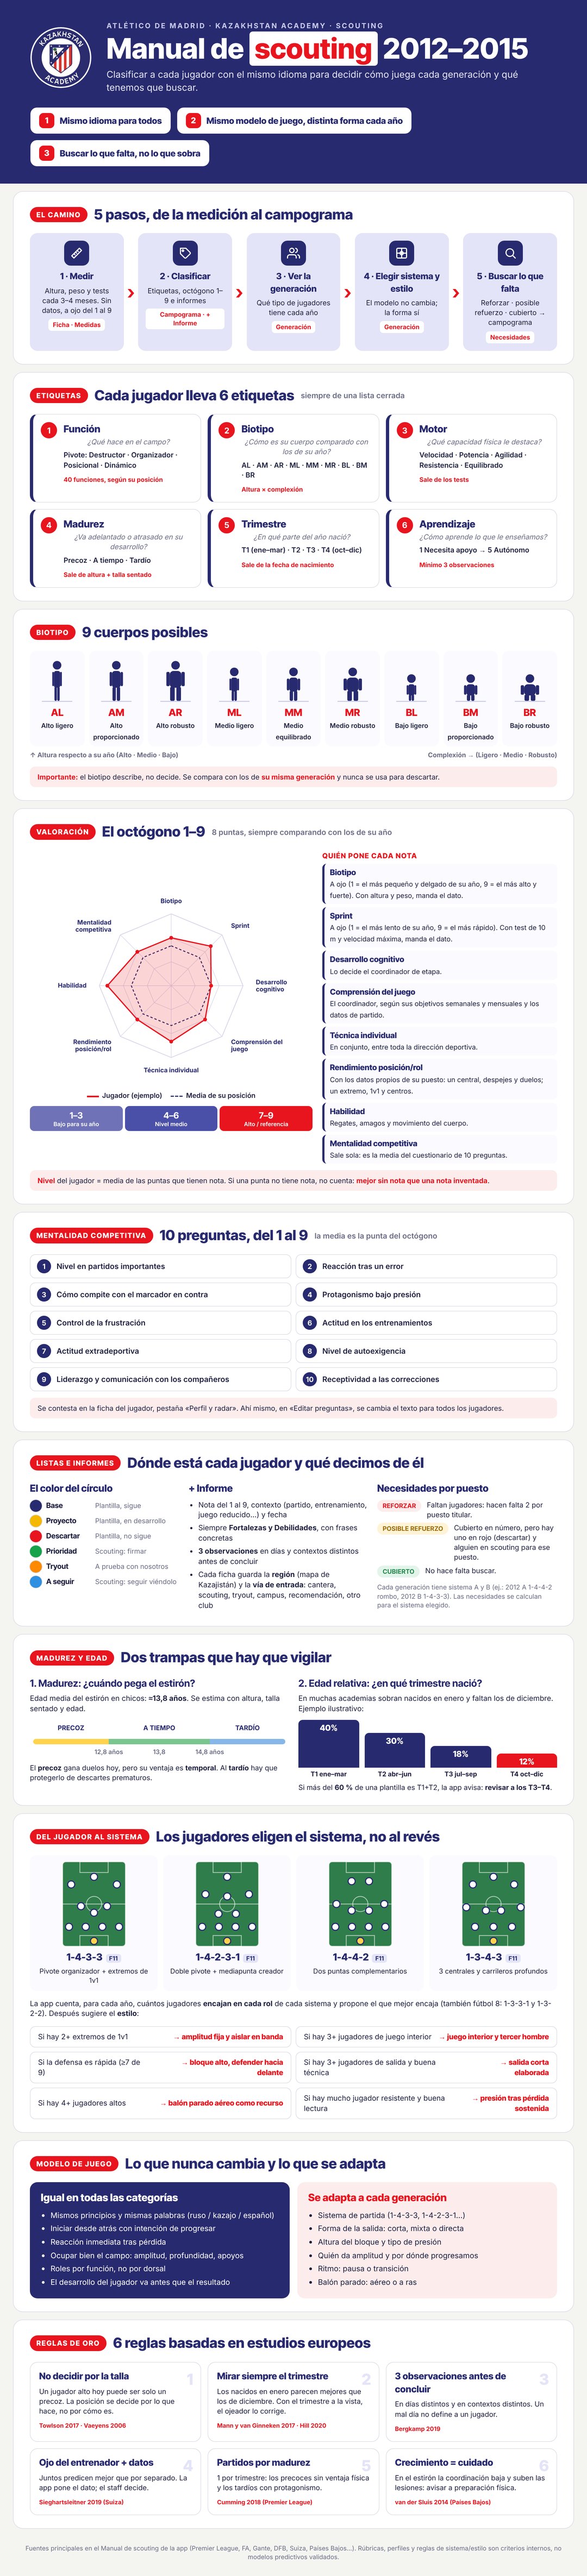 KAZAKHSTAN
ACADEMY
ATLÉTICO DE MADRID · KAZAKHSTAN ACADEMY · SCOUTING
Manual de scouting 2012–2015
Clasificar a cada jugador con el mismo idioma para decidir cómo juega cada generación y qué
tenemos que buscar.
1 Mismo idioma para todos
2 Mismo modelo de juego, distinta forma cada año
3 Buscar lo que falta, no lo que sobra
EL CAMINO 5 pasos, de la medición al campograma
1 · Medir
Altura, peso y tests
cada 3–4 meses. Sin
datos, a ojo del 1 al 9
Ficha · Medidas
›
2 · Clasificar
Etiquetas, octógono 1–
9 e informes
Campograma · +
Informe
›
3 · Ver la
generación
Qué tipo de jugadores
tiene cada año
Generación
›
4 · Elegir sistema y
estilo
El modelo no cambia;
la forma sí
Generación
›
5 · Buscar lo que
falta
Reforzar · posible
refuerzo · cubierto →
campograma
Necesidades
ETIQUETAS Cada jugador lleva 6 etiquetas siempre de una lista cerrada
1 Función
¿Qué hace en el campo?
Pivote: Destructor · Organizador ·
Posicional · Dinámico
40 funciones, según su posición
2 Biotipo
¿Cómo es su cuerpo comparado con
los de su año?
AL · AM · AR · ML · MM · MR · BL · BM
· BR
Altura × complexión
3 Motor
¿Qué capacidad física le destaca?
Velocidad · Potencia · Agilidad ·
Resistencia · Equilibrado
Sale de los tests
4 Madurez
¿Va adelantado o atrasado en su
desarrollo?
Precoz · A tiempo · Tardío
Sale de altura + talla sentado
5 Trimestre
¿En qué parte del año nació?
T1 (ene–mar) · T2 · T3 · T4 (oct–dic)
Sale de la fecha de nacimiento
6 Aprendizaje
¿Cómo aprende lo que le enseñamos?
1 Necesita apoyo → 5 Autónomo
Mínimo 3 observaciones
BIOTIPO 9 cuerpos posibles
AL
Alto ligero
AM
Alto
proporcionado
AR
Alto robusto
ML
Medio ligero
MM
Medio
equilibrado
MR
Medio robusto
BL
Bajo ligero
BM
Bajo
proporcionado
BR
Bajo robusto
↑ Altura respecto a su año (Alto · Medio · Bajo)
Complexión → (Ligero · Medio · Robusto)
Importante: el biotipo describe, no decide. Se compara con los de su misma generación y nunca se usa para descartar.
VALORACIÓN El octógono 1–9 8 puntas, siempre comparando con los de su año
Biotipo
Sprint
Desarrollo
cognitivo
Comprensión del
juego
Técnica individual
Rendimiento
posición/rol
Habilidad
Mentalidad
competitiva
Jugador (ejemplo)
Media de su posición
1–3
Bajo para su año
4–6
Nivel medio
7–9
Alto / referencia
QUIÉN PONE CADA NOTA
Biotipo
A ojo (1 = el más pequeño y delgado de su año, 9 = el más alto y
fuerte). Con altura y peso, manda el dato.
Sprint
A ojo (1 = el más lento de su año, 9 = el más rápido). Con test de 10
m y velocidad máxima, manda el dato.
Desarrollo cognitivo
Lo decide el coordinador de etapa.
Comprensión del juego
El coordinador, según sus objetivos semanales y mensuales y los
datos de partido.
Técnica individual
En conjunto, entre toda la dirección deportiva.
Rendimiento posición/rol
Con los datos propios de su puesto: un central, despejes y duelos;
un extremo, 1v1 y centros.
Habilidad
Regates, amagos y movimiento del cuerpo.
Mentalidad competitiva
Sale sola: es la media del cuestionario de 10 preguntas.
Nivel del jugador = media de las puntas que tienen nota. Si una punta no tiene nota, no cuenta: mejor sin nota que una nota inventada.
MENTALIDAD COMPETITIVA 10 preguntas, del 1 al 9 la media es la punta del octógono
1 Nivel en partidos importantes
2 Reacción tras un error
3 Cómo compite con el marcador en contra
4 Protagonismo bajo presión
5 Control de la frustración
6 Actitud en los entrenamientos
7 Actitud extradeportiva
8 Nivel de autoexigencia
9 Liderazgo y comunicación con los compañeros
10 Receptividad a las correcciones
Se contesta en la ficha del jugador, pestaña «Perfil y radar». Ahí mismo, en «Editar preguntas», se cambia el texto para todos los jugadores.
LISTAS E INFORMES Dónde está cada jugador y qué decimos de él
El color del círculo
Base Plantilla, sigue
Proyecto Plantilla, en desarrollo
Descartar Plantilla, no sigue
Prioridad Scouting: firmar
Tryout A prueba con nosotros
A seguir Scouting: seguir viéndolo
+ Informe
• Nota del 1 al 9, contexto (partido, entrenamiento,
juego reducido...) y fecha
• Siempre Fortalezas y Debilidades, con frases
concretas
• 3 observaciones en días y contextos distintos
antes de concluir
• Cada ficha guarda la región (mapa de
Kazajistán) y la vía de entrada: cantera,
scouting, tryout, campus, recomendación, otro
club
Necesidades por puesto
REFORZAR Faltan jugadores: hacen falta 2 por
puesto titular.
POSIBLE REFUERZO Cubierto en número, pero hay
uno en rojo (descartar) y
alguien en scouting para ese
puesto.
CUBIERTO No hace falta buscar.
Cada generación tiene sistema A y B (ej.: 2012 A 1-4-4-2
rombo, 2012 B 1-4-3-3). Las necesidades se calculan
para el sistema elegido.
MADUREZ Y EDAD Dos trampas que hay que vigilar
1. Madurez: ¿cuándo pega el estirón?
Edad media del estirón en chicos: ≈13,8 años. Se estima con altura, talla
sentado y edad.
PRECOZ A TIEMPO TARDÍO
12,8 años 13,8 14,8 años
El precoz gana duelos hoy, pero su ventaja es temporal. Al tardío hay que
protegerlo de descartes prematuros.
2. Edad relativa: ¿en qué trimestre nació?
En muchas academias sobran nacidos en enero y faltan los de diciembre.
Ejemplo ilustrativo:
40%
30%
18%
12%
T1 ene–mar T2 abr–jun T3 jul–sep T4 oct–dic
Si más del 60 % de una plantilla es T1+T2, la app avisa: revisar a los T3–T4.
DEL JUGADOR AL SISTEMA Los jugadores eligen el sistema, no al revés
1-4-3-3 F11
Pivote organizador + extremos de
1v1
1-4-2-3-1 F11
Doble pivote + mediapunta creador
1-4-4-2 F11
Dos puntas complementarios
1-3-4-3 F11
3 centrales y carrileros profundos
La app cuenta, para cada año, cuántos jugadores encajan en cada rol de cada sistema y propone el que mejor encaja (también fútbol 8: 1-3-3-1 y 1-3-
2-2). Después sugiere el estilo:
Si hay 2+ extremos de 1v1 → amplitud fija y aislar en banda
Si hay 3+ jugadores de juego interior → juego interior y tercer hombre
Si la defensa es rápida (≥7 de
9)
→ bloque alto, defender hacia
delante
Si hay 3+ jugadores de salida y buena
técnica
→ salida corta
elaborada
Si hay 4+ jugadores altos → balón parado aéreo como recurso
Si hay mucho jugador resistente y buena
lectura
→ presión tras pérdida
sostenida
MODELO DE JUEGO Lo que nunca cambia y lo que se adapta
Igual en todas las categorías
• Mismos principios y mismas palabras (ruso / kazajo / español)
• Iniciar desde atrás con intención de progresar
• Reacción inmediata tras pérdida
• Ocupar bien el campo: amplitud, profundidad, apoyos
• Roles por función, no por dorsal
• El desarrollo del jugador va antes que el resultado
Se adapta a cada generación
• Sistema de partida (1-4-3-3, 1-4-2-3-1...)
• Forma de la salida: corta, mixta o directa
• Altura del bloque y tipo de presión
• Quién da amplitud y por dónde progresamos
• Ritmo: pausa o transición
• Balón parado: aéreo o a ras
REGLAS DE ORO 6 reglas basadas en estudios europeos
No decidir por la talla 1
Un jugador alto hoy puede ser solo un
precoz. La posición se decide por lo que
hace, no por cómo es.
Towlson 2017 · Vaeyens 2006
Mirar siempre el trimestre 2
Los nacidos en enero parecen mejores que
los de diciembre. Con el trimestre a la vista,
el ojeador lo corrige.
Mann y van Ginneken 2017 · Hill 2020
3 observaciones antes de
concluir 3
En días distintos y en contextos distintos. Un
mal día no define a un jugador.
Bergkamp 2019
Ojo del entrenador + datos 4
Juntos predicen mejor que por separado. La
app pone el dato; el staff decide.
Sieghartsleitner 2019 (Suiza)
Partidos por madurez 5
1 por trimestre: los precoces sin ventaja física
y los tardíos con protagonismo.
Cumming 2018 (Premier League)
Crecimiento = cuidado 6
En el estirón la coordinación baja y suben las
lesiones: avisar a preparación física.
van der Sluis 2014 (Países Bajos)
Fuentes principales en el Manual de scouting de la app (Premier League, FA, Gante, DFB, Suiza, Países Bajos...). Rúbricas, perfiles y reglas de sistema/estilo son criterios internos, no
modelos predictivos validados.